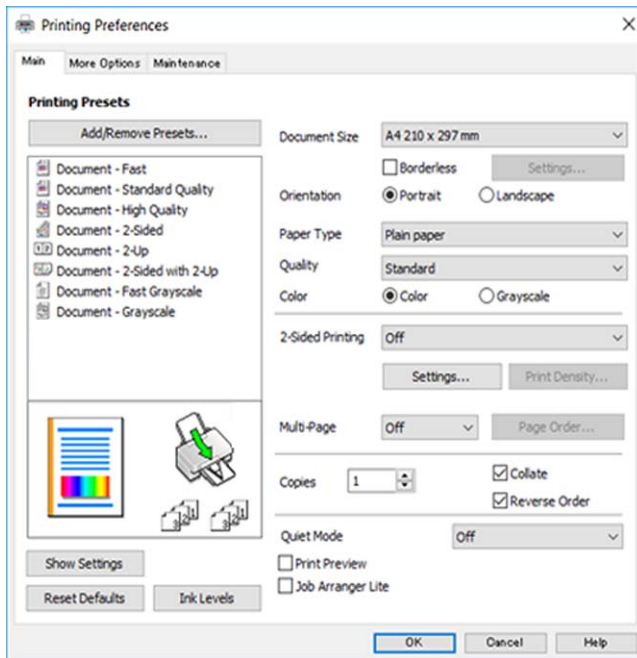 Printing Preferences
Main
More Options
Maintenance
Printing Presets
Add/Remove Presets...
Document - Fast
Document - Standard Quality
Document - High Quality
Document - 2-Sided
Document - 2-Up
Document - 2-Sided with 2-Up
Document - Fast Grayscale
Document - Grayscale
Show Settings
Reset Defaults
Ink Levels
Document Size
A4 210 x 297 mm
Borderless
Settings...
Orientation
Portrait
Landscape
Paper Type
Plain paper
Quality
Standard
Color
Color
Grayscale
2-Sided Printing
Off
Settings...
Print Density...
Multi-Page
Off
Page Order...
Copies
1
Collate
Reverse Order
Quiet Mode
Off
Print Preview
Job Arranger Lite
OK
Cancel
Help